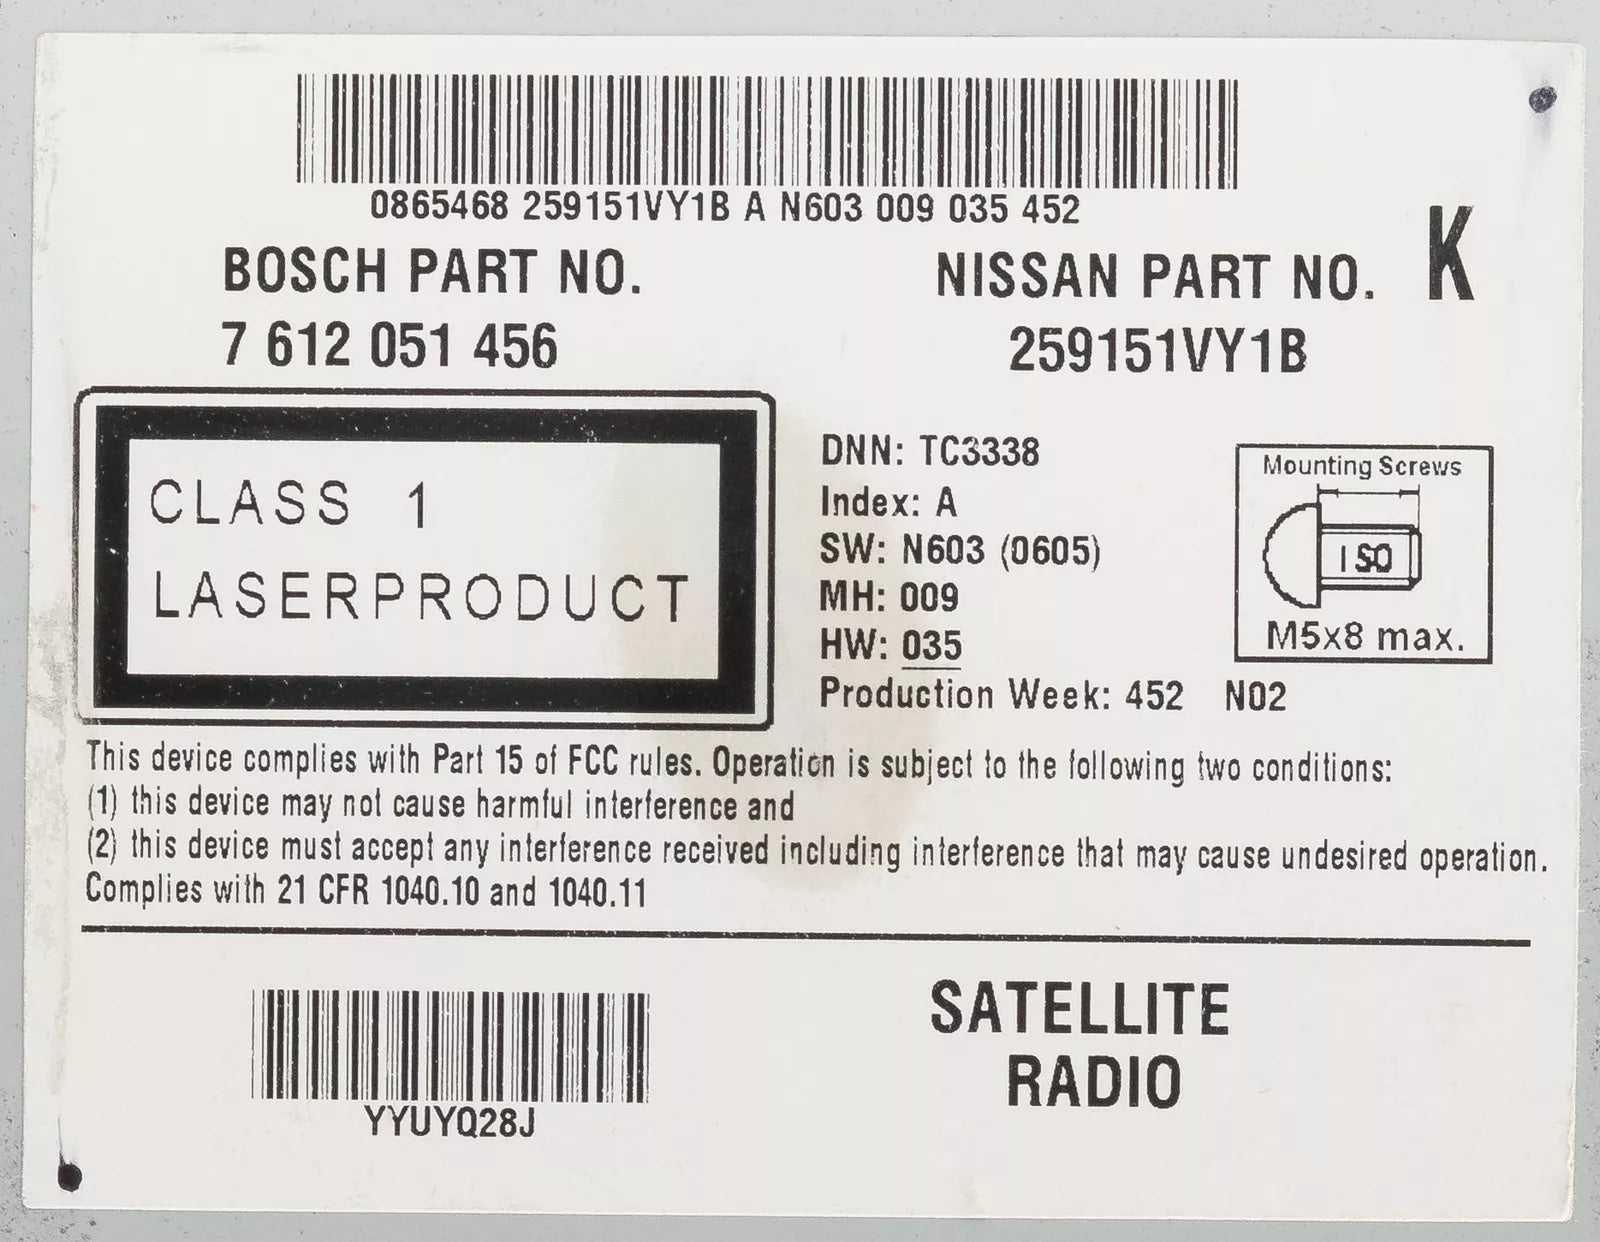 0865468 259151VY1B A N603 009 035 452
BOSCH PART NO.
7 612 051 456
NISSAN PART NO.
K
259151VY1B
CLASS 1
LASERPRODUCT
DNN: TC3338
Index: A
SW: N603 (0605)
MH: 009
HW: 035
Production Week: 452 N02
Mounting Screws
ISO
M5x8 max.
This device complies with Part 15 of FCC rules. Operation is subject to the following two conditions:
(1) this device may not cause harmful interference and
(2) this device must accept any interference received including interference that may cause undesired operation.
Complies with 21 CFR 1040.10 and 1040.11
YYUYQ28J
SATELLITE
RADIO